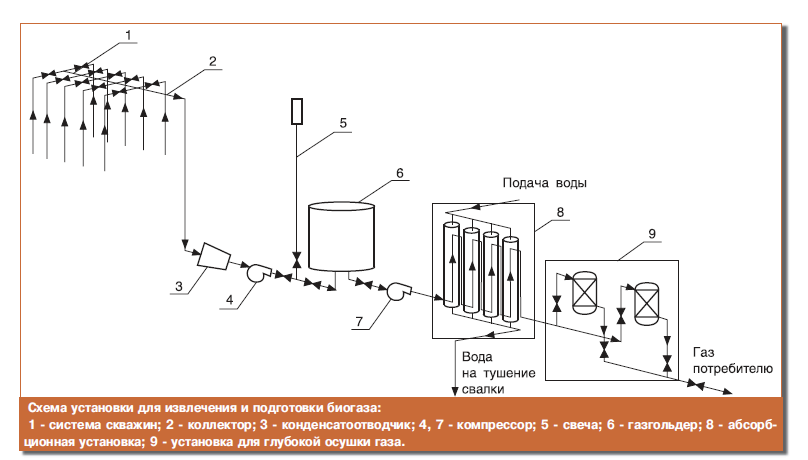 1
2
5
6
Подача воды
8
9
3
4
7
Вода
на тушение
свалки
Газ
потребителю
Схема установки для извлечения и подготовки биогаза:
1 - система скважин; 2 - коллектор; 3 - конденсатоотводчик; 4, 7 - компрессор; 5 - свеча; 6 - газгольдер; 8 - абсорб-
ционная установка; 9 - установка для глубокой осушки газа.